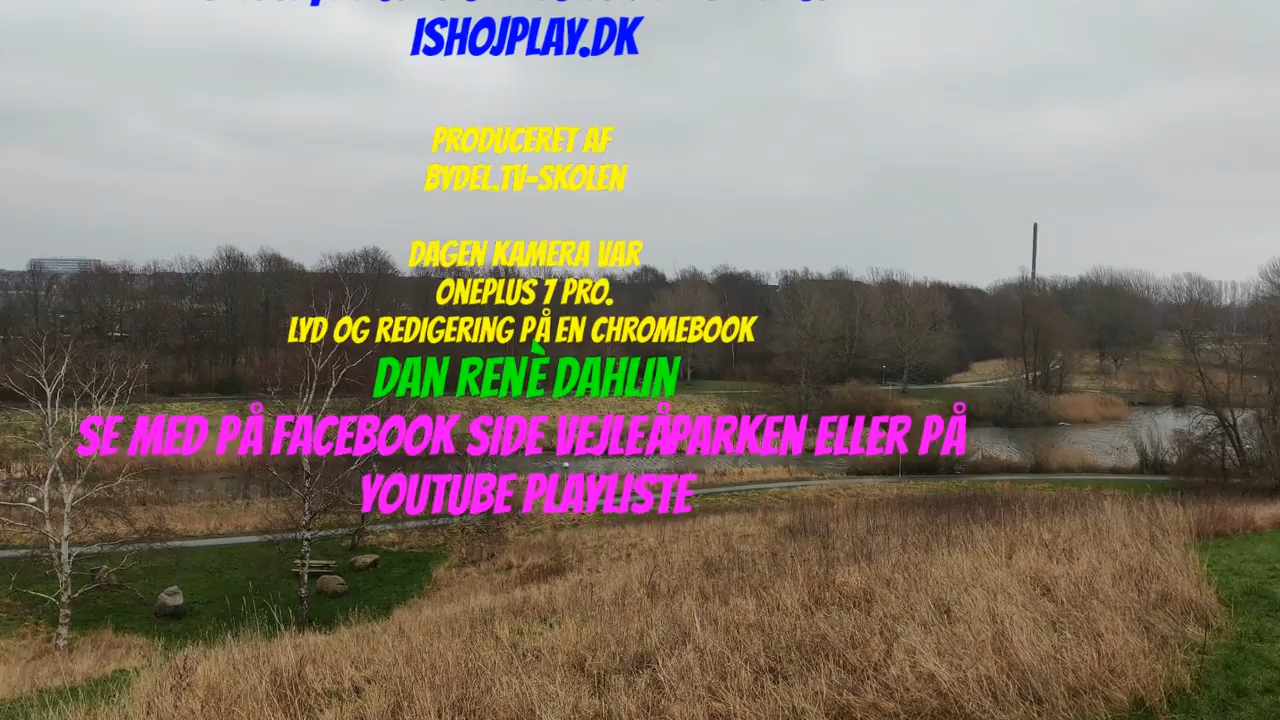 ISHOJPLAY.DK
PRODUCERET AF
BYDEL.TV-SKOLEN
DAGEN KAMERA VAR
ONEPLUS 7 PRO.
LYD OG REDIGERING PÅ EN CHROMEBOOK
DAN RENÈ DAHLIN
SE MED PÅ FACEBOOK SIDE VEJLEÅPARKEN ELLER PÅ
YOUTUBE PLAYLISTE